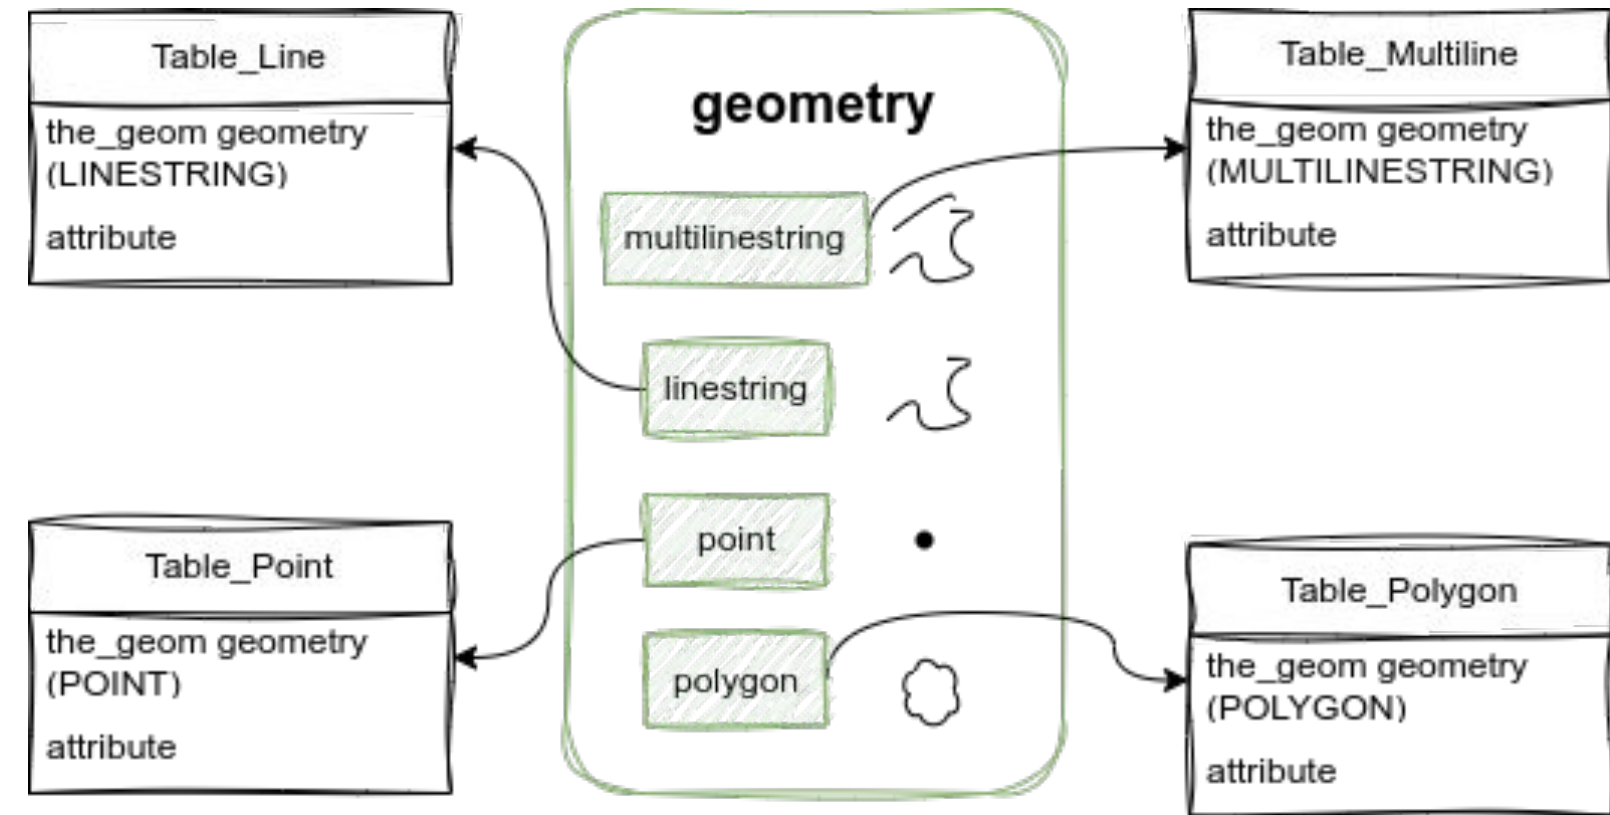 Table_Line
the_geom geometry
(LINESTRING)
attribute
geometry
multilinestring
linestring
point
polygon
Table_Multiline
the_geom geometry
(MULTILINESTRING)
attribute
Table_Point
the_geom geometry
(POINT)
attribute
Table_Polygon
the_geom geometry
(POLYGON)
attribute